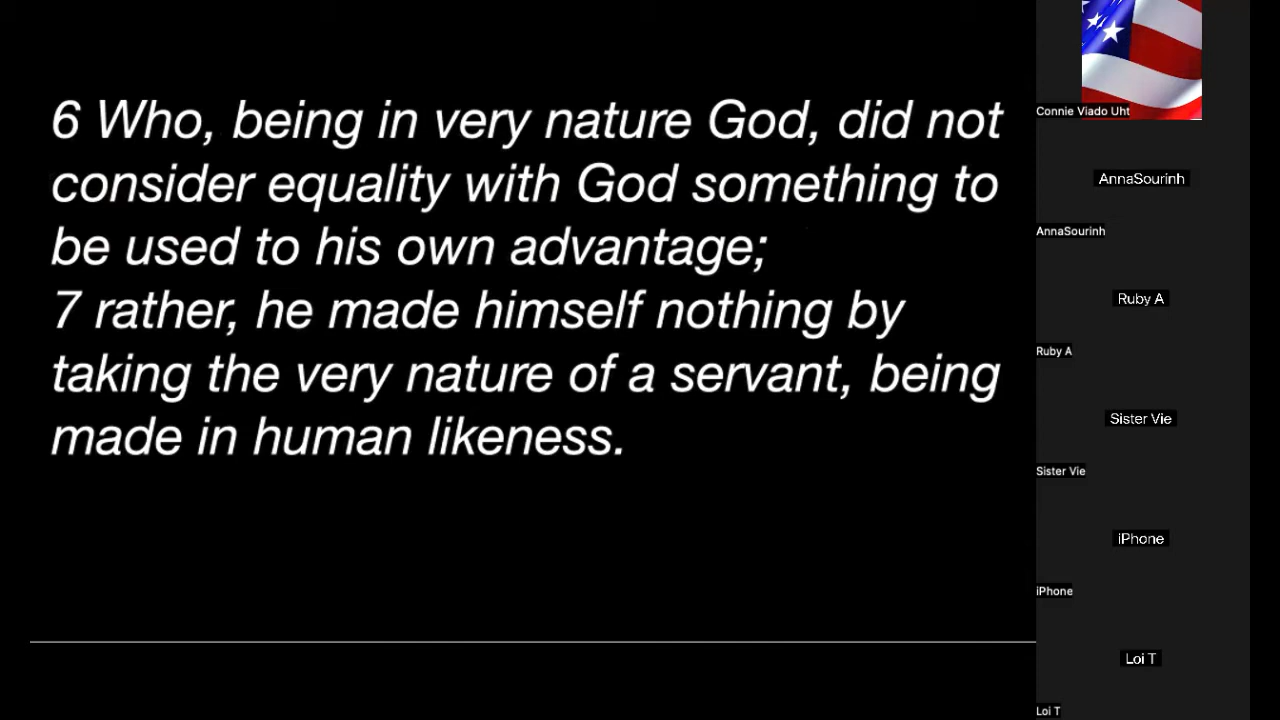 6 Who, being in very nature God, did not
consider equality with God something to
be used to his own advantage;
7 rather, he made himself nothing by
taking the very nature of a servant, being
made in human likeness.
Connie Viado Uht
AnnaSourinh
AnnaSourinh
Ruby A
Ruby A
Sister Vie
Sister Vie
iPhone
iPhone
Loi T
Loi T